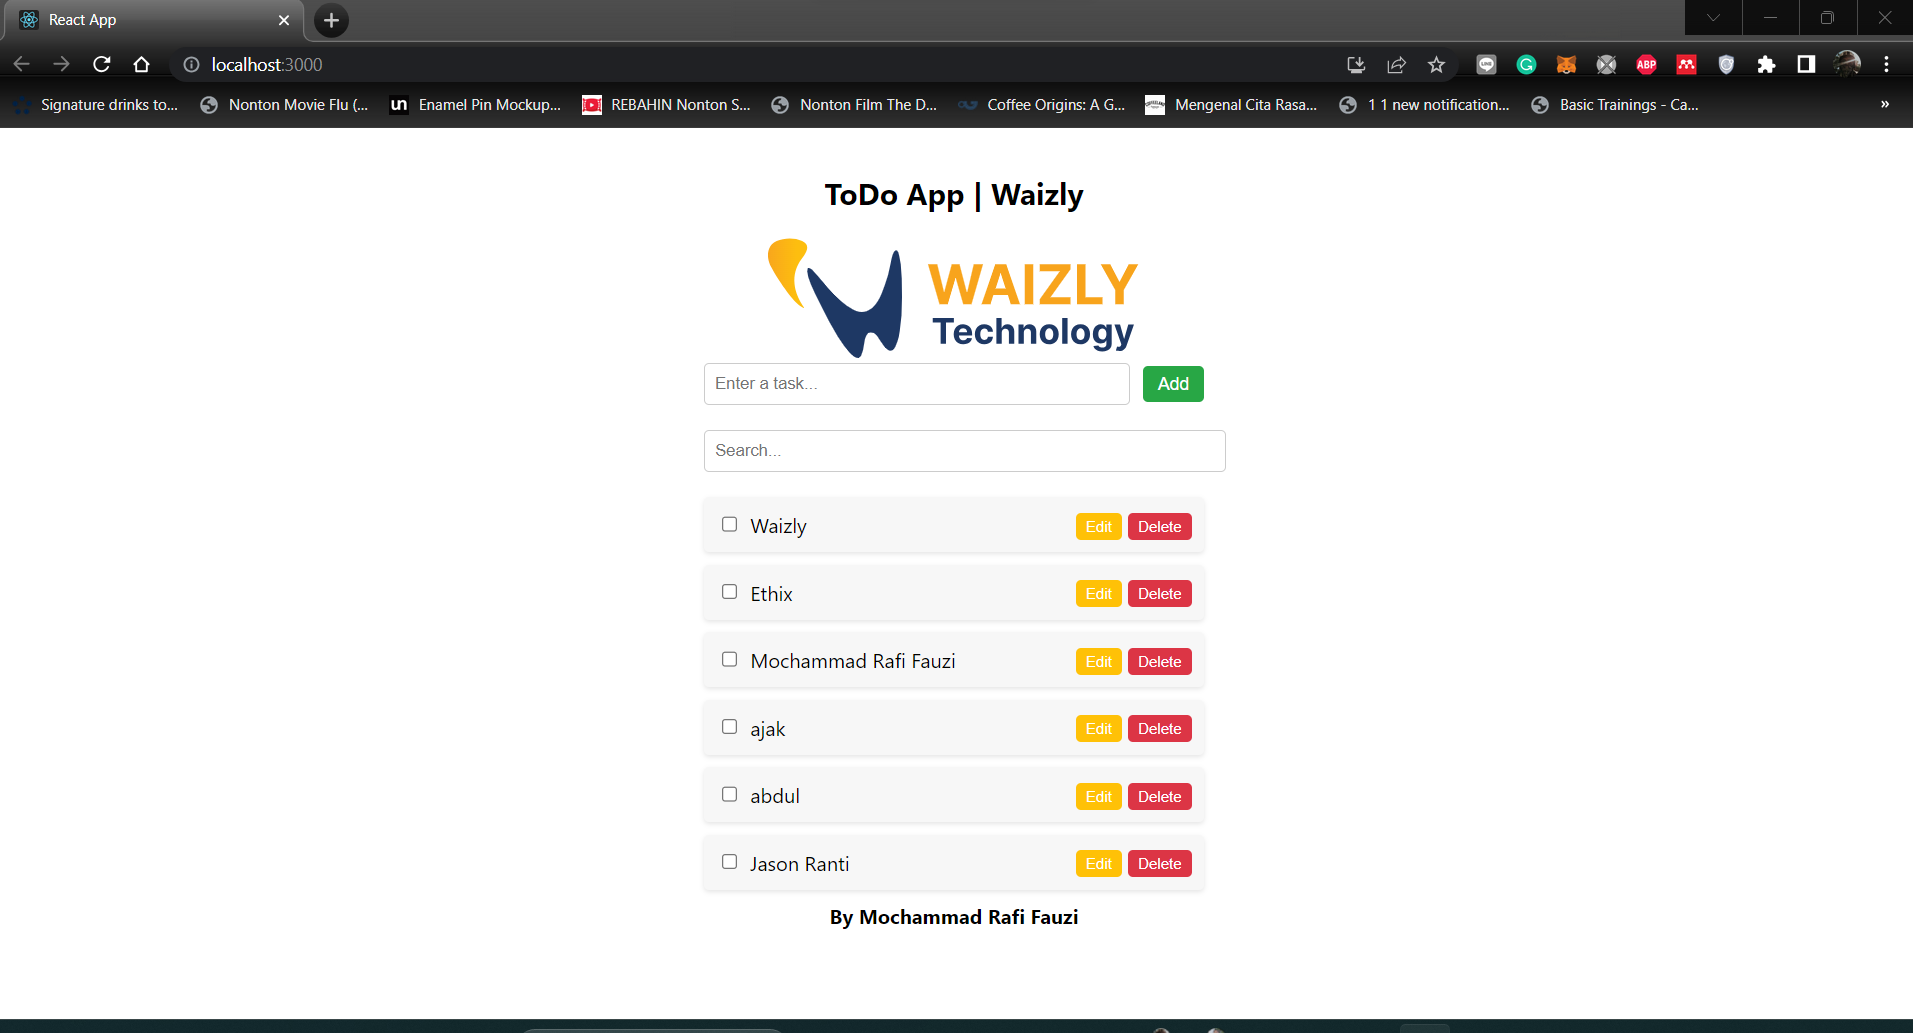 React App
localhost:3000
Signature drinks to... Nonton Movie Flu (... un Enamel Pin Mockup... REBAHIN Nonton S... Nonton Film The D... Coffee Origins: A G... Mengenal Cita Rasa... 1 1 new notification... Basic Trainings - Ca... »
ABP
ToDo App | Waizly
WAIZLY
Technology
Enter a task... Add
Search...
Waizly Edit Delete
Ethix Edit Delete
Mochammad Rafi Fauzi Edit Delete
ajak Edit Delete
abdul Edit Delete
Jason Ranti Edit Delete
By Mochammad Rafi Fauzi